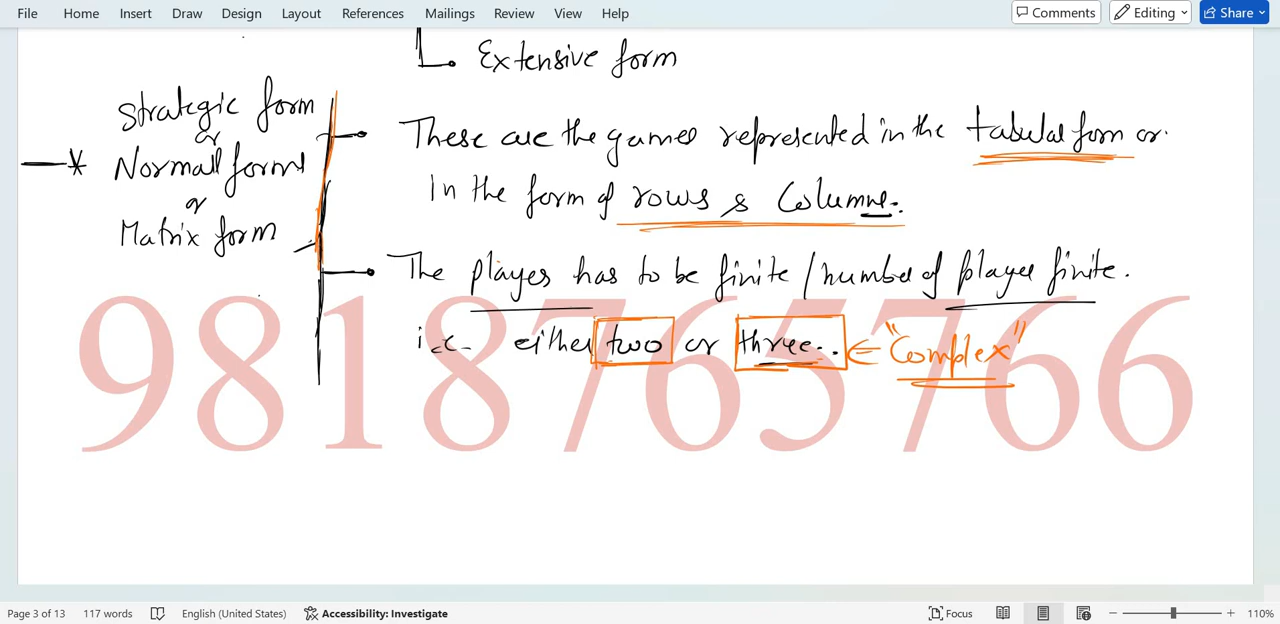 File Home Insert Draw Design Layout References Mailings Review View Help Comments Editing Share
Extensive form
Strategic form
or
Normall forms
or
Matrix form
These are the games represented in the tabular form or
In the form of rows & Columns.
The playes has to be finite / number of player finite.
i.e. either two or three.. "Complex"
9818765766
Page 3 of 13 117 words English (United States) Accessibility: Investigate Focus 110%